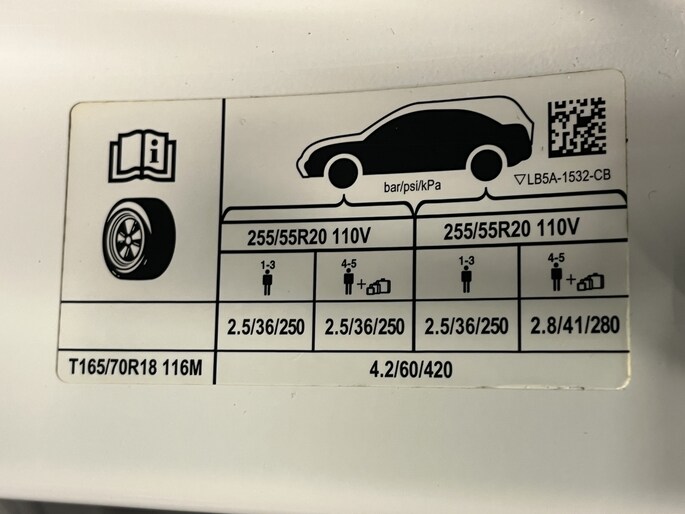 i
bar/psi/kPa
▽LB5A-1532-CB
255/55R20 110V 255/55R20 110V
1-3 4-5 1-3 4-5
+ +
2.5/36/250 2.5/36/250 2.5/36/250 2.8/41/280
T165/70R18 116M 4.2/60/420